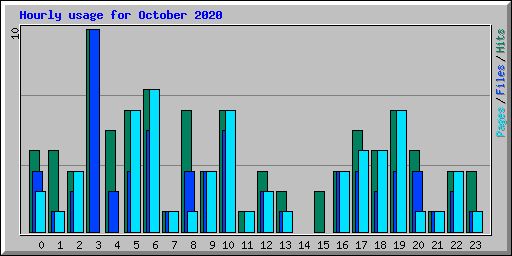 Hourly usage for October 2020
10
Pages/Files/Hits
0 1 2 3 4 5 6 7 8 9 10 11 12 13 14 15 16 17 18 19 20 21 22 23